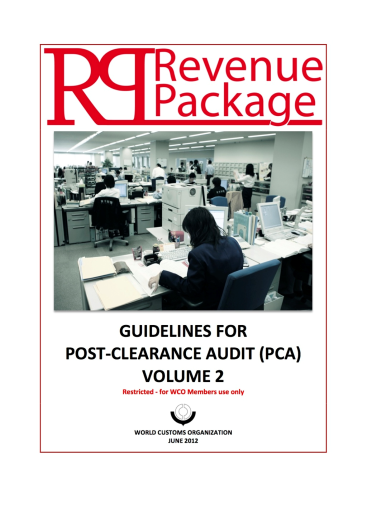 RP Revenue
Package
GUIDELINES FOR
POST-CLEARANCE AUDIT (PCA)
VOLUME 2
Restricted - for WCO Members use only
WORLD CUSTOMS ORGANIZATION
JUNE 2012